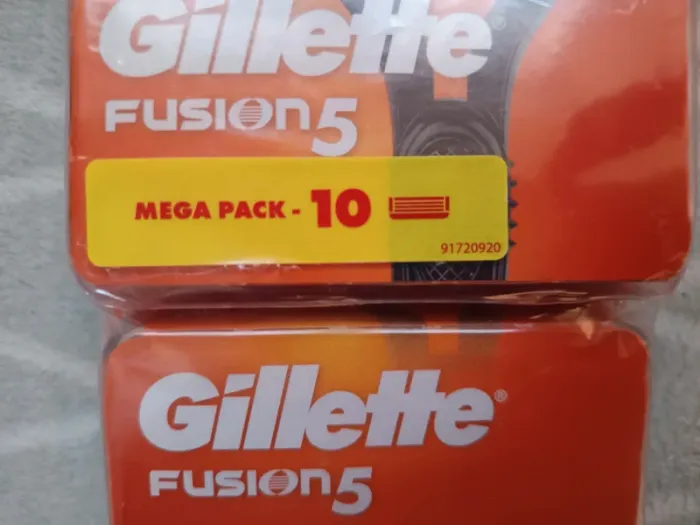 Gillette®
FUSION5
MEGA PACK - 10
91720920
Gillette®
FUSION5